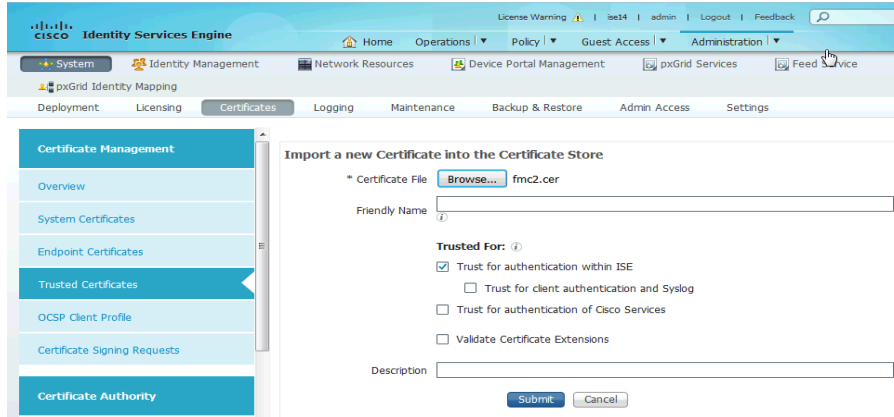 License Warning | ise14 | admin | Logout | Feedback
cisco Identity Services Engine
Home Operations | ▼ Policy | ▼ Guest Access | ▼ Administration | ▼
System Identity Management Network Resources Device Portal Management pxGrid Services Feed Service
pxGrid Identity Mapping
Deployment Licensing Certificates Logging Maintenance Backup & Restore Admin Access Settings
Certificate Management
Overview
System Certificates
Endpoint Certificates
Trusted Certificates
OCSP Client Profile
Certificate Signing Requests
Certificate Authority
Import a new Certificate into the Certificate Store
* Certificate File Browse... fmc2.cer
Friendly Name
Trusted For:
Trust for authentication within ISE
Trust for client authentication and Syslog
Trust for authentication of Cisco Services
Validate Certificate Extensions
Description
Submit Cancel